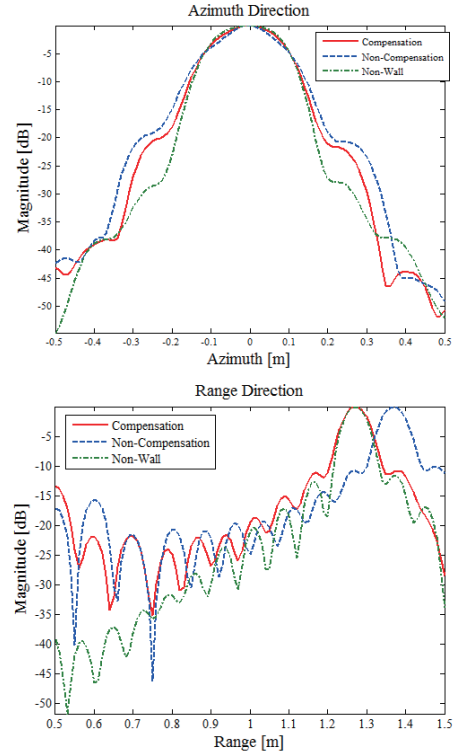 Azimuth Direction
Magnitude [dB]
-5
-10
-15
-20
-25
-30
-35
-40
-45
-50
Compensation
Non-Compensation
Non-Wall
-0.5 -0.4 -0.3 -0.2 -0.1 0 0.1 0.2 0.3 0.4 0.5
Azimuth [m]
Range Direction
Magnitude [dB]
-5
-10
-15
-20
-25
-30
-35
-40
-45
-50
Compensation
Non-Compensation
Non-Wall
0.5 0.6 0.7 0.8 0.9 1 1.1 1.2 1.3 1.4 1.5
Range [m]